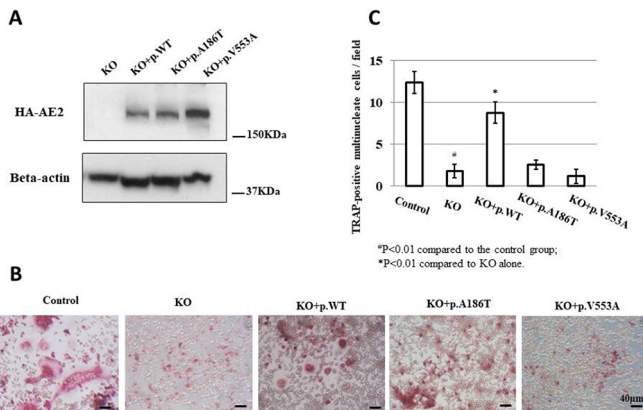 A
KO
KO+p.WT
KO+p.A186T
KO+p.V553A
HA-AE2
150KDa
Beta-actin
37KDa
C
TRAP-positive multinucleate cells/ field
15
10
5
0
#
*
Control
KO
KO+p.WT
KO+p.A186T
KO+p.V553A
#P<0.01 compared to the control group;
*P<0.01 compared to KO alone.
B
Control
KO
KO+p.WT
KO+p.A186T
KO+p.V553A
40μm